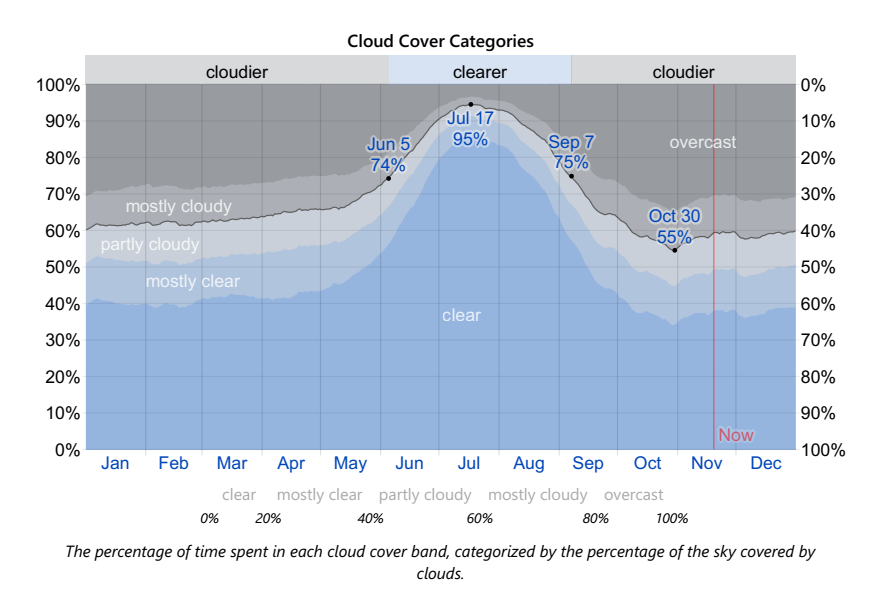 Cloud Cover Categories
cloudier clearer cloudier
100% 0%
90% Jul 17 10%
Jun 5 95% Sep 7 overcast
80% 74% 75% 20%
70% 30%
mostly cloudy
Oct 30
60% 55% 40%
partly cloudy
50% 50%
mostly clear
40% 60%
clear
30% 70%
20% 80%
10% 90%
Now
0% 100%
Jan Feb Mar Apr May Jun Jul Aug Sep Oct Nov Dec
clear mostly clear partly cloudy mostly cloudy overcast
0% 20% 40% 60% 80% 100%
The percentage of time spent in each cloud cover band, categorized by the percentage of the sky covered by
clouds.